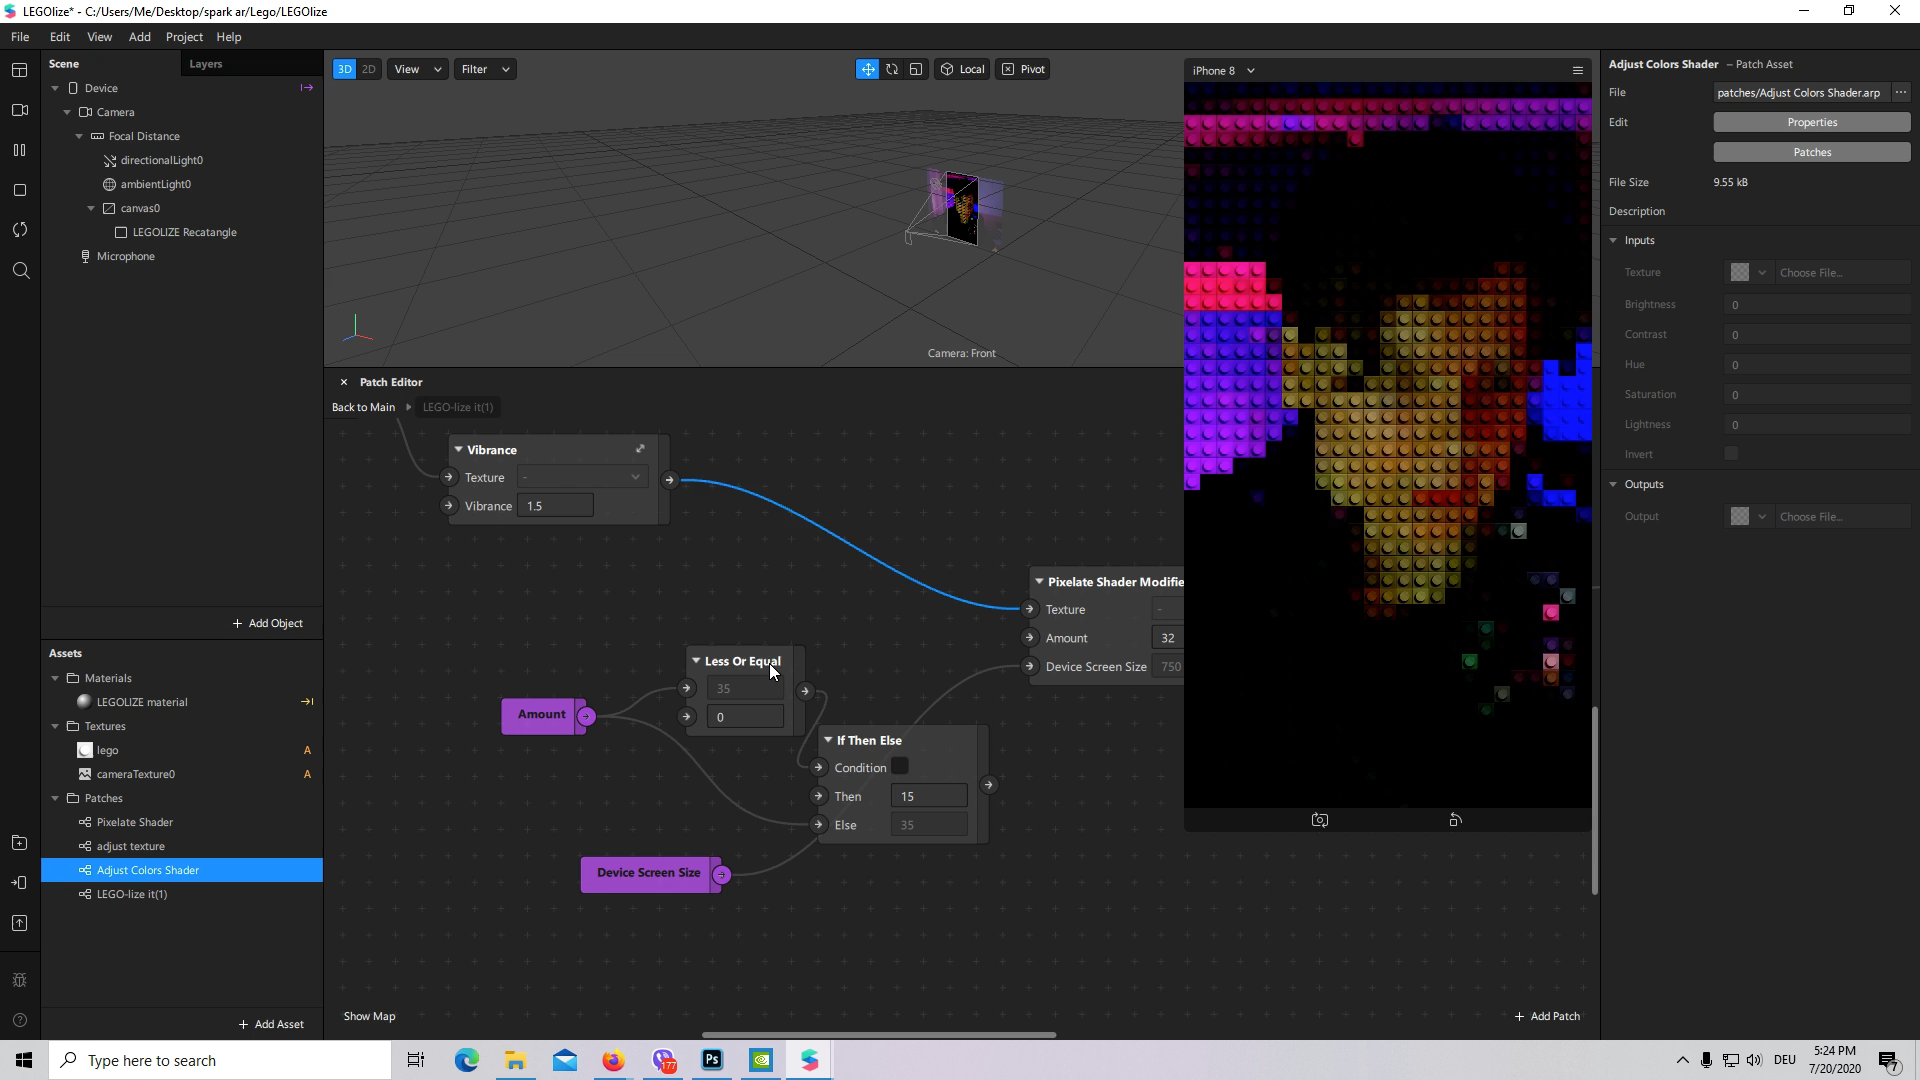 LEGOlize* - C:/Users/Me/Desktop/spark ar/Lego/LEGOlize
File Edit View Add Project Help
Scene
Layers
Device
Camera
Focal Distance
directionalLight0
ambientLight0
canvas0
LEGOLIZE Recatangle
Microphone
+ Add Object
Assets
Materials
LEGOLIZE material
Textures
lego A
cameraTexture0 A
Patches
Pixelate Shader
adjust texture
Adjust Colors Shader
LEGO-lize it(1)
+ Add Asset
3D 2D View Filter
Local Pivot
Camera: Front
iPhone 8
× Patch Editor
Back to Main LEGO-lize it(1)
Vibrance
Texture -
Vibrance 1.5
Pixelate Shader Modifie
Texture -
Amount 32
Device Screen Size 750
Less Or Equal
35
0
Amount
If Then Else
Condition
Then 15
Else 35
Device Screen Size
Show Map
+ Add Patch
Adjust Colors Shader – Patch Asset
File patches/Adjust Colors Shader.arp ...
Edit Properties
Patches
File Size 9.55 kB
Description
Inputs
Texture Choose File...
Brightness 0
Contrast 0
Hue 0
Saturation 0
Lightness 0
Invert
Outputs
Output Choose File...
Type here to search
177
Ps
DEU
5:24 PM
7/20/2020
7